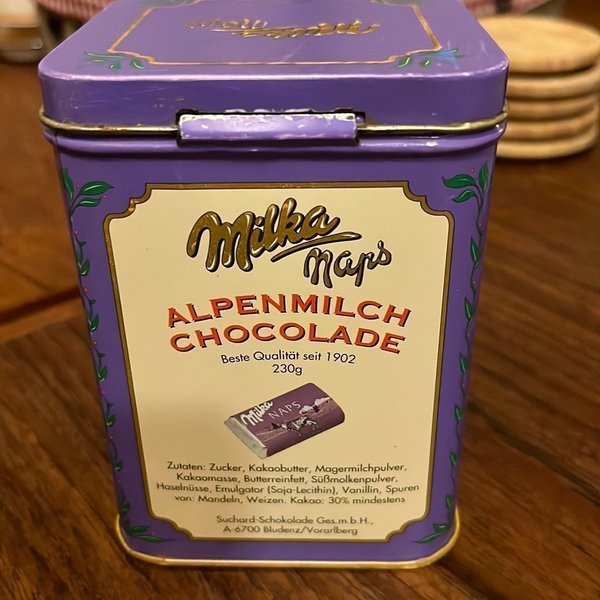 Milka
Naps
ALPENMILCH
CHOCOLADE
Beste Qualität seit 1902
230g
Milka
NAPS
Zutaten: Zucker, Kakaobutter, Magermilchpulver,
Kakaomasse, Butterreinfett, Süßmolkenpulver,
Haselnüsse, Emulgator (Soja-Lecithin), Vanillin, Spuren
von: Mandeln, Weizen. Kakao: 30% mindestens
Suchard-Schokolade Ges.m.b.H.,
A-6700 Bludenz/Vorarlberg